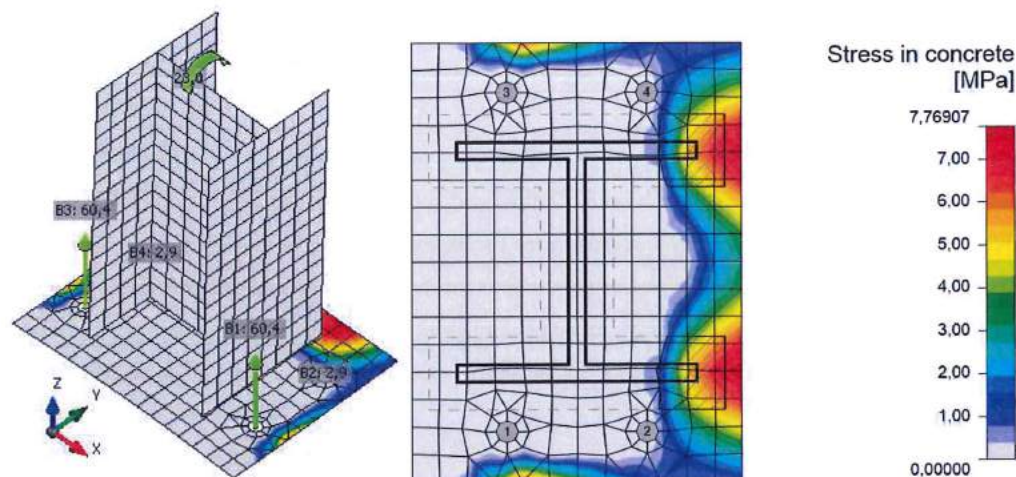 23,0
B3: 60,4
B4: 2,9
B1: 60,4
B2: 2,9
Z
Y
X
3
4
1
2
Stress in concrete
[MPa]
7,76907
7,00
6,00
5,00
4,00
3,00
2,00
1,00
0,00000